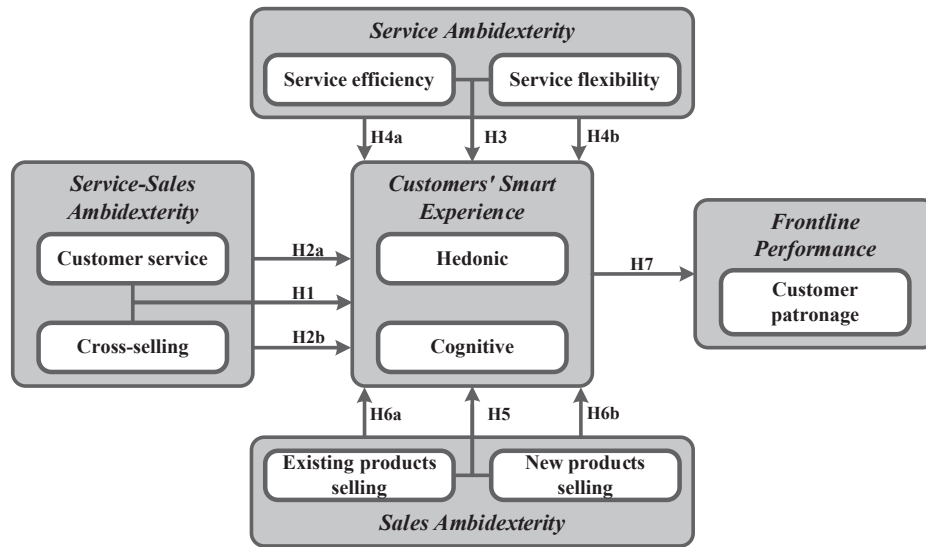 Service Ambidexterity
Service efficiency
Service flexibility
H4a
H3
H4b
Service-Sales
Ambidexterity
Customer service
Cross-selling
H2a
H1
H2b
Customers' Smart
Experience
Hedonic
Cognitive
H7
Frontline
Performance
Customer
patronage
H6a
H5
H6b
Existing products
selling
New products
selling
Sales Ambidexterity